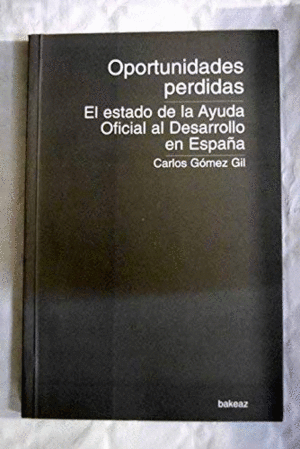 Oportunidades
perdidas
El estado de la Ayuda
Oficial al Desarrollo
en España
Carlos Gómez Gil
bakeaz